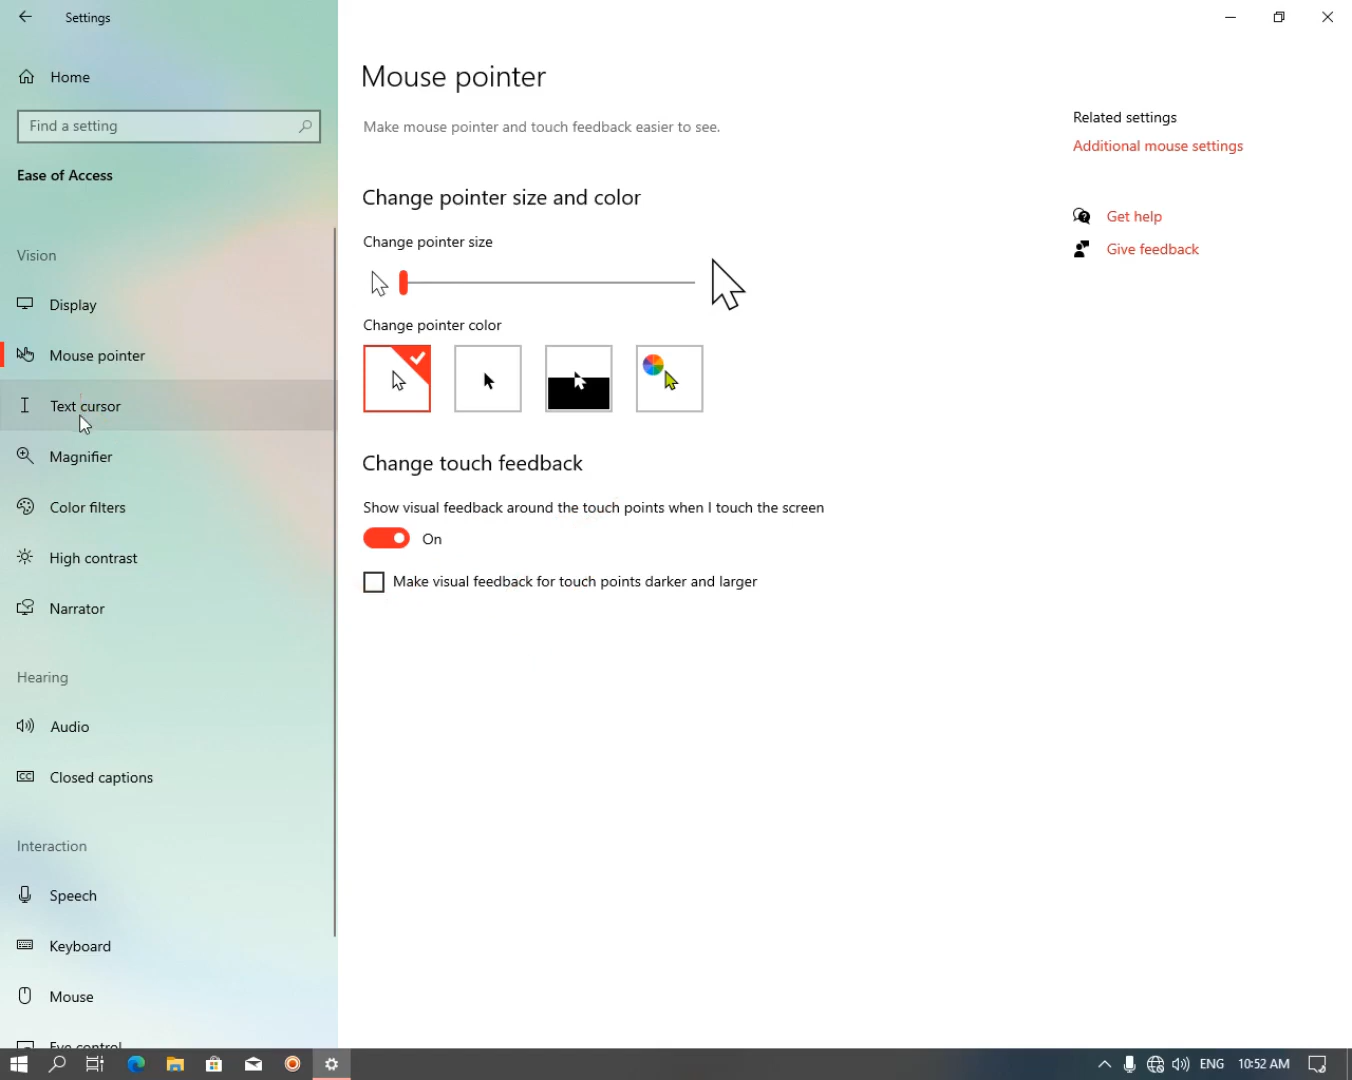 Settings
Home
Find a setting
Ease of Access
Vision
Display
Mouse pointer
Text cursor
Magnifier
Color filters
High contrast
Narrator
Hearing
Audio
Closed captions
Interaction
Speech
Keyboard
Mouse
Eye control
Mouse pointer
Make mouse pointer and touch feedback easier to see.
Change pointer size and color
Change pointer size
Change pointer color
Change touch feedback
Show visual feedback around the touch points when I touch the screen
On
Make visual feedback for touch points darker and larger
Related settings
Additional mouse settings
Get help
Give feedback
ENG 10:52 AM